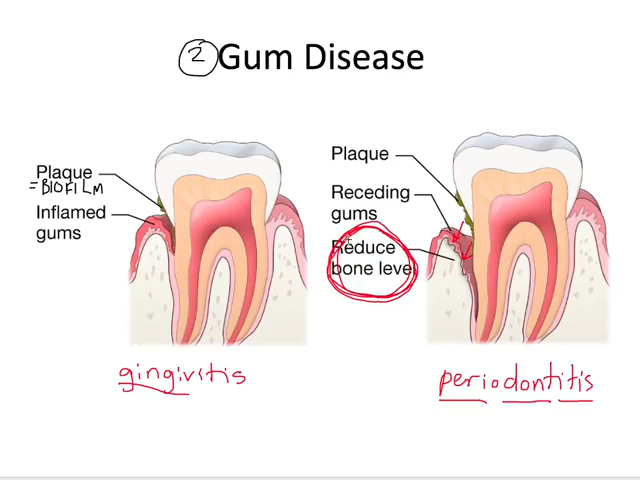 ② Gum Disease
Plaque
= BIOFILM
Inflamed
gums
Plaque
Receding
gums
Reduce
bone level
gingivitis
periodontitis